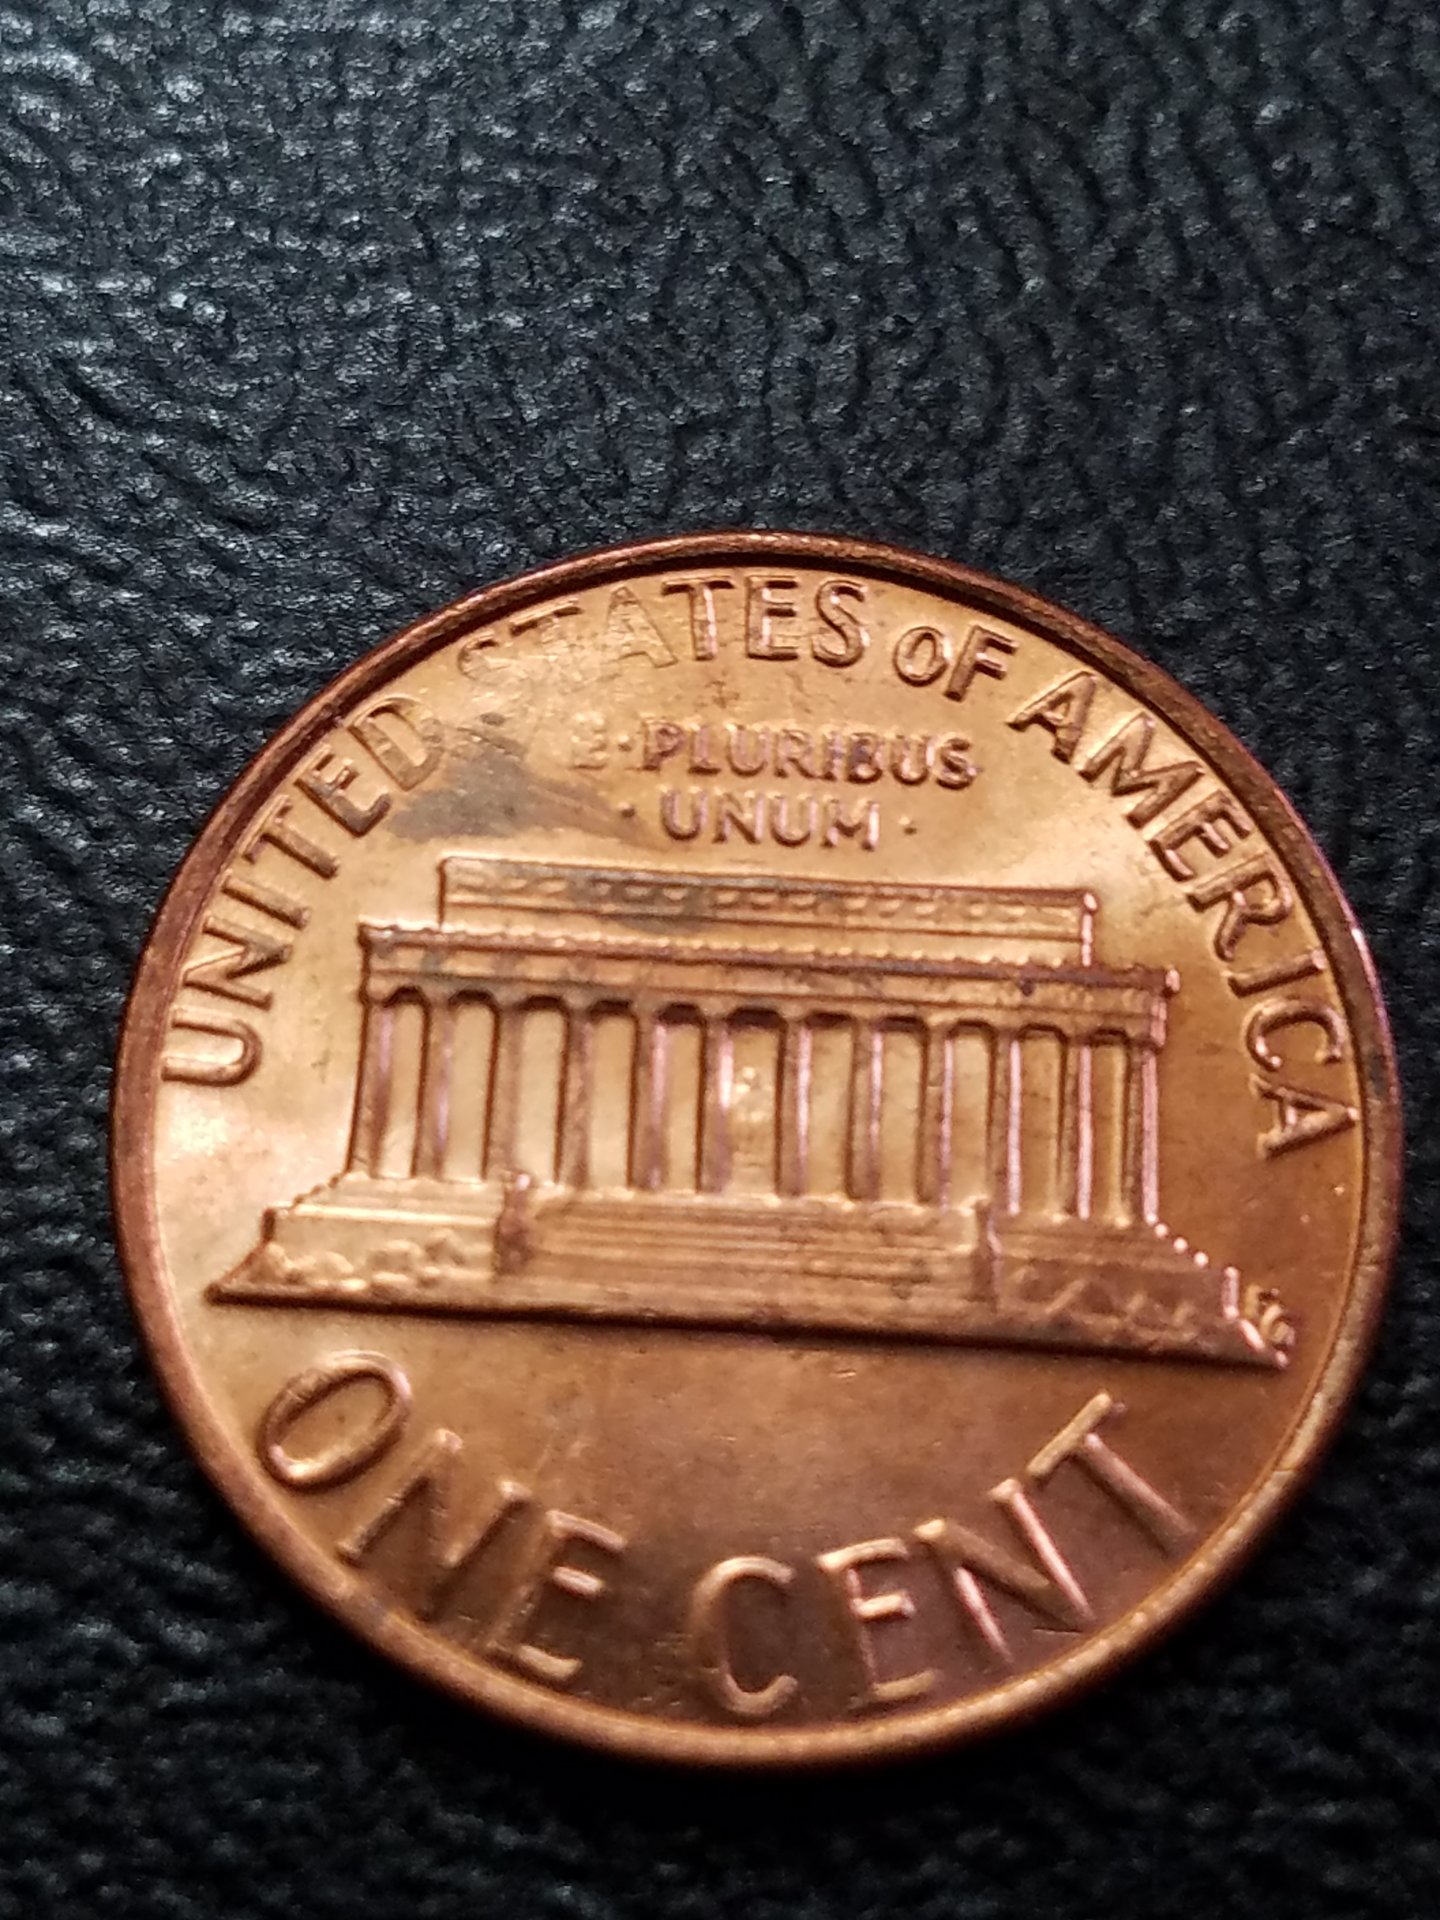 UNITED STATES OF AMERICA
E·PLURIBUS
·UNUM·
ONE CENT